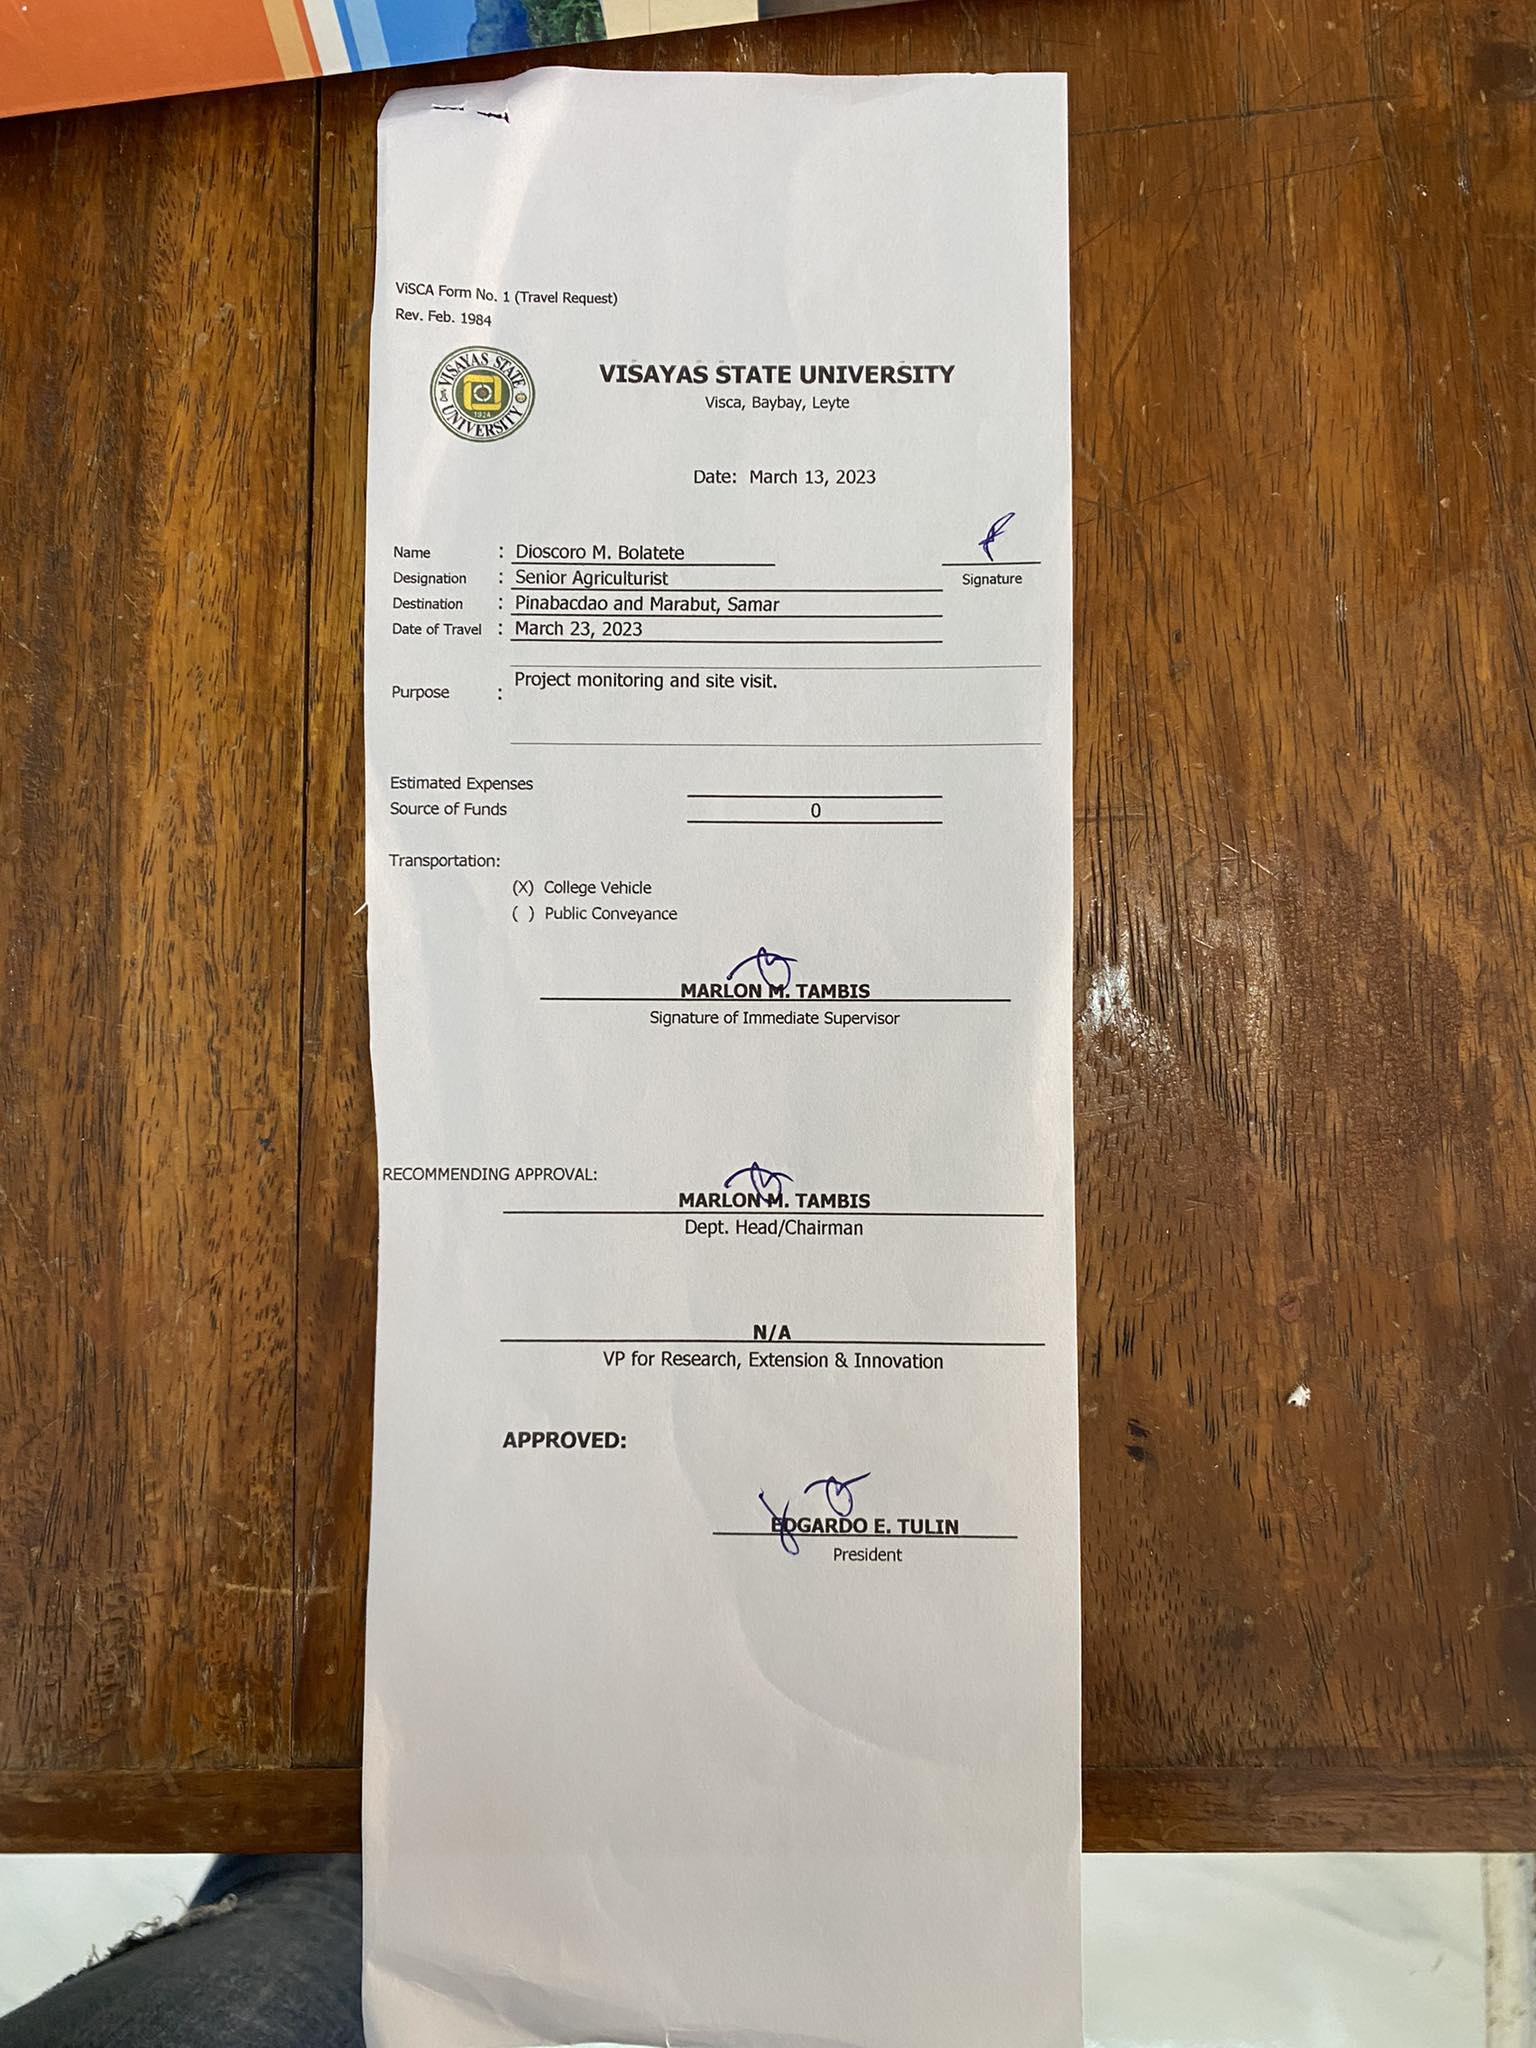 ViSCA Form No. 1 (Travel Request)
Rev. Feb. 1984
VISAYAS STATE UNIVERSITY
1924
VISAYAS STATE UNIVERSITY
Visca, Baybay, Leyte
Date: March 13, 2023
Name : Dioscoro M. Bolatete
Signature
Designation : Senior Agriculturist
Destination : Pinabacdao and Marabut, Samar
Date of Travel : March 23, 2023
Purpose : Project monitoring and site visit.
Estimated Expenses
Source of Funds 0
Transportation:
(X) College Vehicle
( ) Public Conveyance
MARLON M. TAMBIS
Signature of Immediate Supervisor
RECOMMENDING APPROVAL:
MARLON M. TAMBIS
Dept. Head/Chairman
N/A
VP for Research, Extension & Innovation
APPROVED:
EDGARDO E. TULIN
President